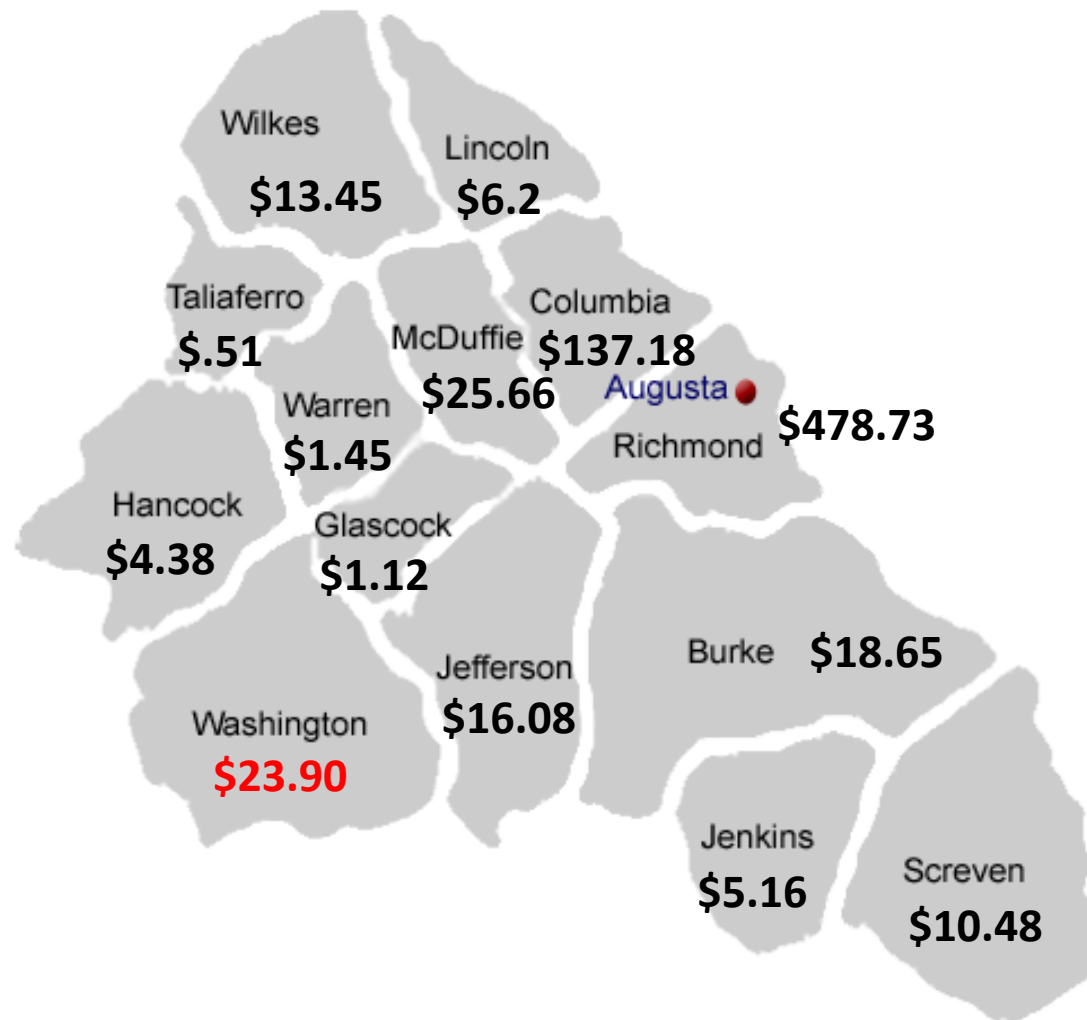 Wilkes
$13.45
Lincoln
$6.2
Taliaferro
$.51
McDuffie
$25.66
Columbia
$137.18
Augusta
Richmond
$478.73
Warren
$1.45
Hancock
$4.38
Glascock
$1.12
Washington
$23.90
Jefferson
$16.08
Burke $18.65
Jenkins
$5.16
Screven
$10.48